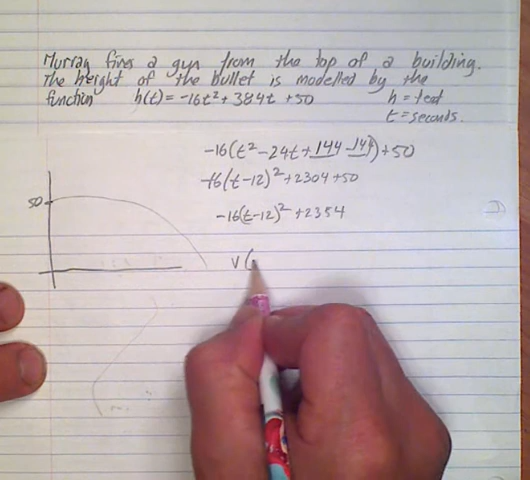 Murray fires a gun from the top of a building.
The height of the bullet is modelled by the
function h(t) = -16t² + 384t + 50 h = feet
t = seconds.
-16(t² - 24t + 144 - 144) + 50
-16(t-12)² + 2304 + 50
50
-16(t-12)² + 2354
V (